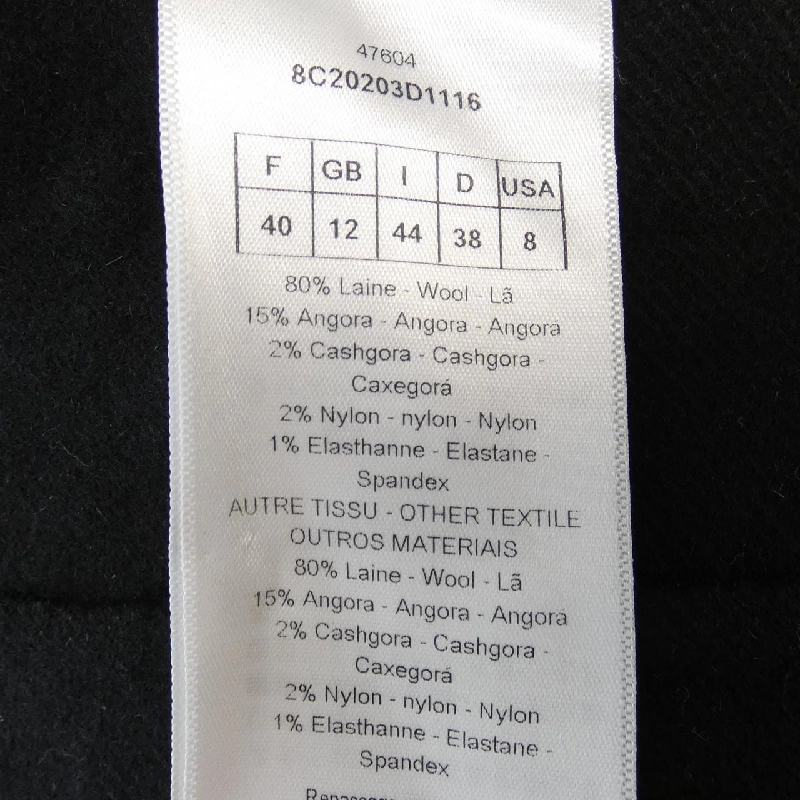 47604
8C20203D1116
F GB I D USA
40 12 44 38 8
80% Laine - Wool - Lã
15% Angora - Angora - Angora
2% Cashgora - Cashgora -
Caxegorá
2% Nylon - nylon - Nylon
1% Elasthanne - Elastane -
Spandex
AUTRE TISSU - OTHER TEXTILE
OUTROS MATERIAIS
80% Laine - Wool - Lã
15% Angora - Angora - Angorá
2% Cashgora - Cashgora -
Caxegorá
2% Nylon - nylon - Nylon
1% Elasthanne - Elastane -
Spandex